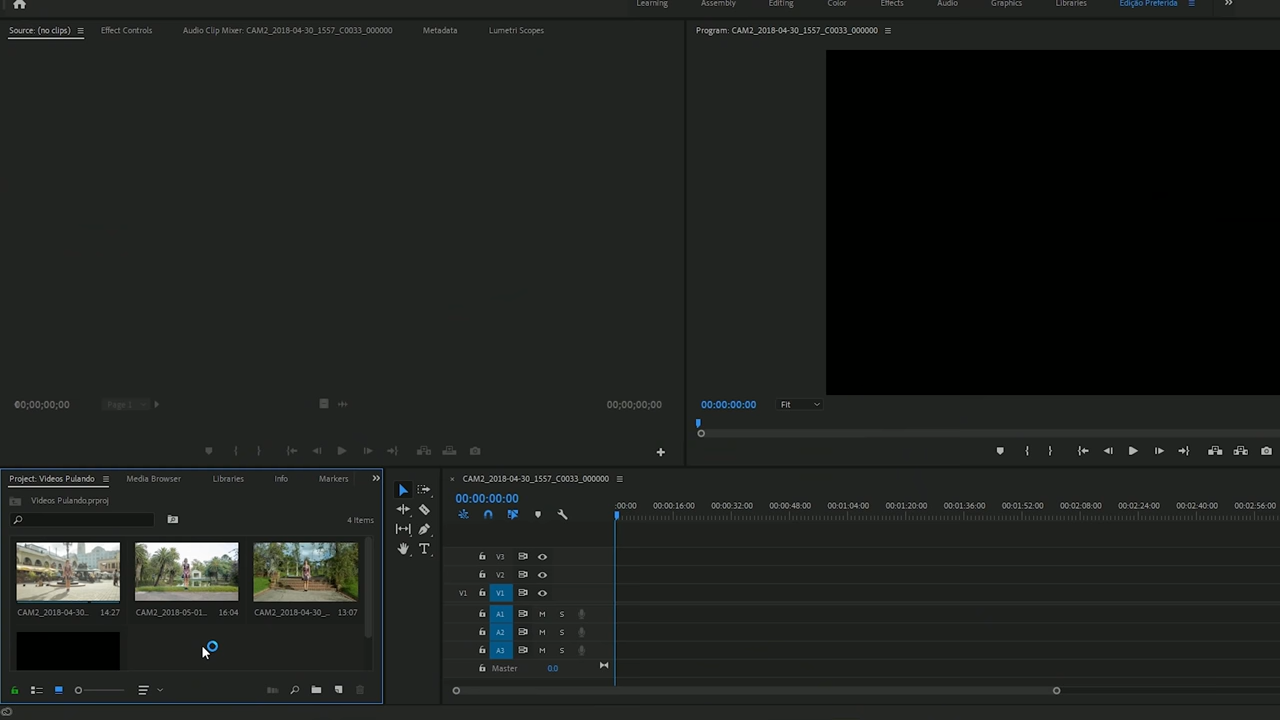 Learning Assembly Editing Color Effects Audio Graphics Libraries Edição Preferida
Source: (no clips) Effect Controls Audio Clip Mixer: CAM2_2018-04-30_1557_C0033_000000 Metadata Lumetri Scopes
Program: CAM2_2018-04-30_1557_C0033_000000
00;00;00;00 Page 1 00;00;00;00
00:00:00:00 Fit
Project: Videos Pulando Media Browser Libraries Info Markers
Videos Pulando.prproj
4 Items
CAM2_2018-04-30... 14:27 CAM2_2018-05-01... 16:04 CAM2_2018-04-30_... 13:07
CAM2_2018-04-30_1557_C0033_000000
00:00:00:00
:00:00 00:00:16:00 00:00:32:00 00:00:48:00 00:01:04:00 00:01:20:00 00:01:36:00 00:01:52:00 00:02:08:00 00:02:24:00 00:02:40:00 00:02:56:00
V3
V2
V1 V1
A1 M S
A2 M S
A3 M S
Master 0.0